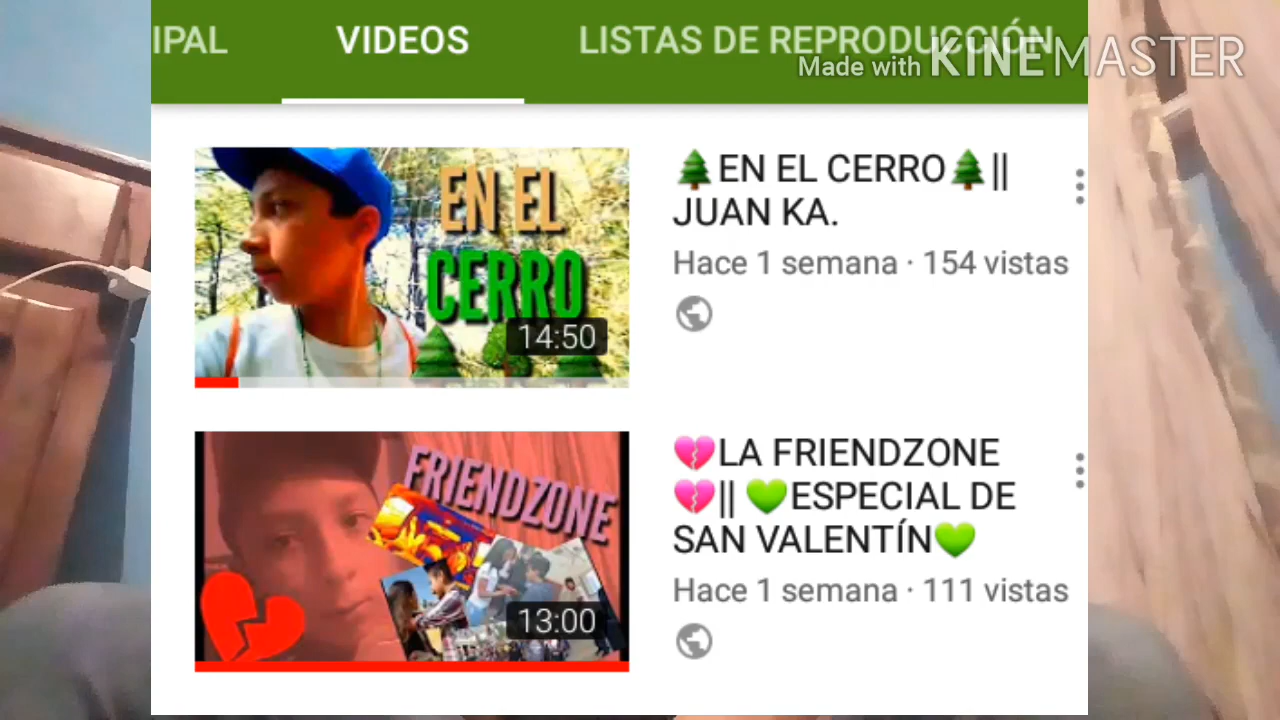 IPAL VIDEOS LISTAS DE REPRODUCCIÓN
Made with KINEMASTER
EN EL
CERRO
14:50
🌲EN EL CERRO🌲||
JUAN KA.
Hace 1 semana · 154 vistas
FRIENDZONE
13:00
💔LA FRIENDZONE
💔|| 💚ESPECIAL DE
SAN VALENTÍN💚
Hace 1 semana · 111 vistas